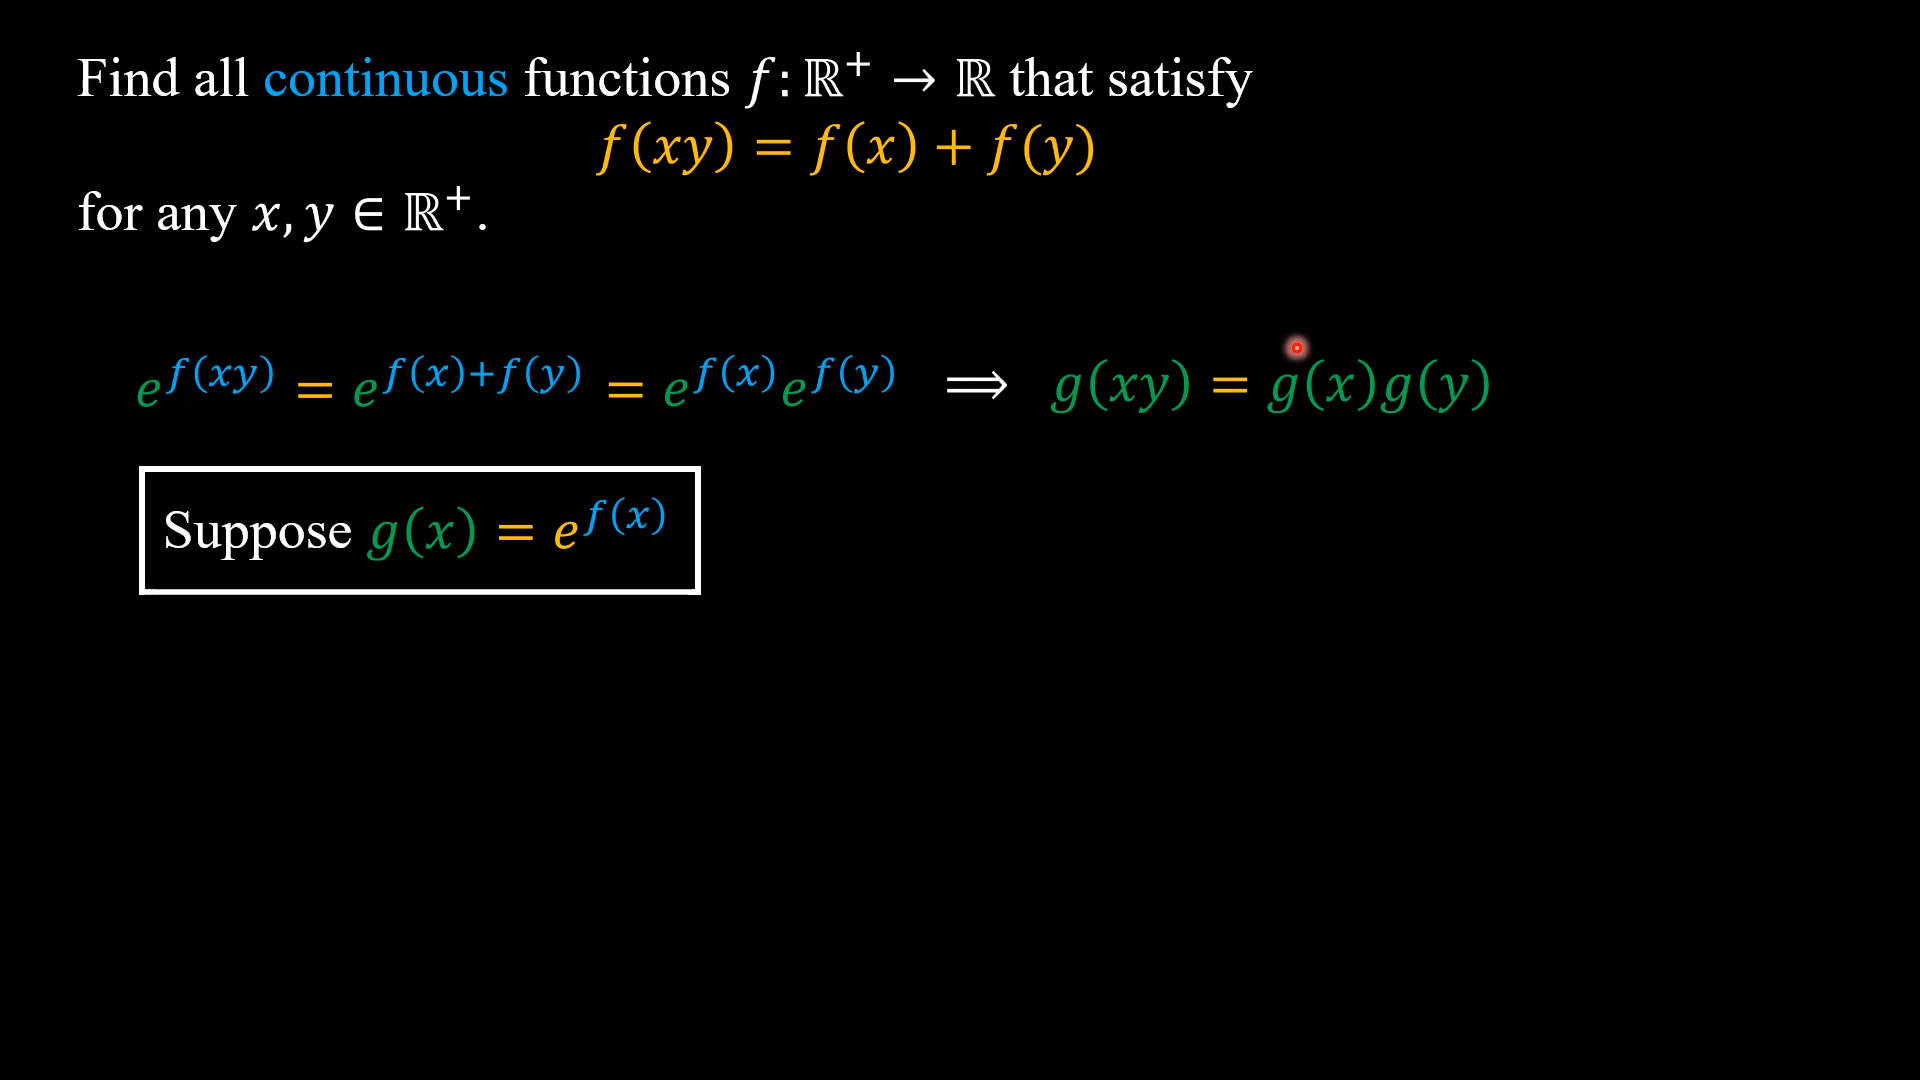 Find all continuous functions f: ℝ⁺ → ℝ that satisfy
f(xy) = f(x) + f(y)
for any x, y ∈ ℝ⁺.
e^{f(xy)} = e^{f(x)+f(y)} = e^{f(x)}e^{f(y)} ⟹ g(xy) = g(x)g(y)
Suppose g(x) = e^{f(x)}